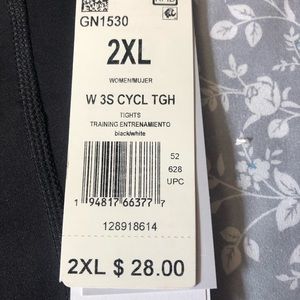 GN1530
2XL
WOMEN/MUJER
W 3S CYCL TGH
TIGHTS
TRAINING ENTRENAMIENTO
black/white
52
628
UPC
1 94817 66377 7
128918614
2XL $ 28.00